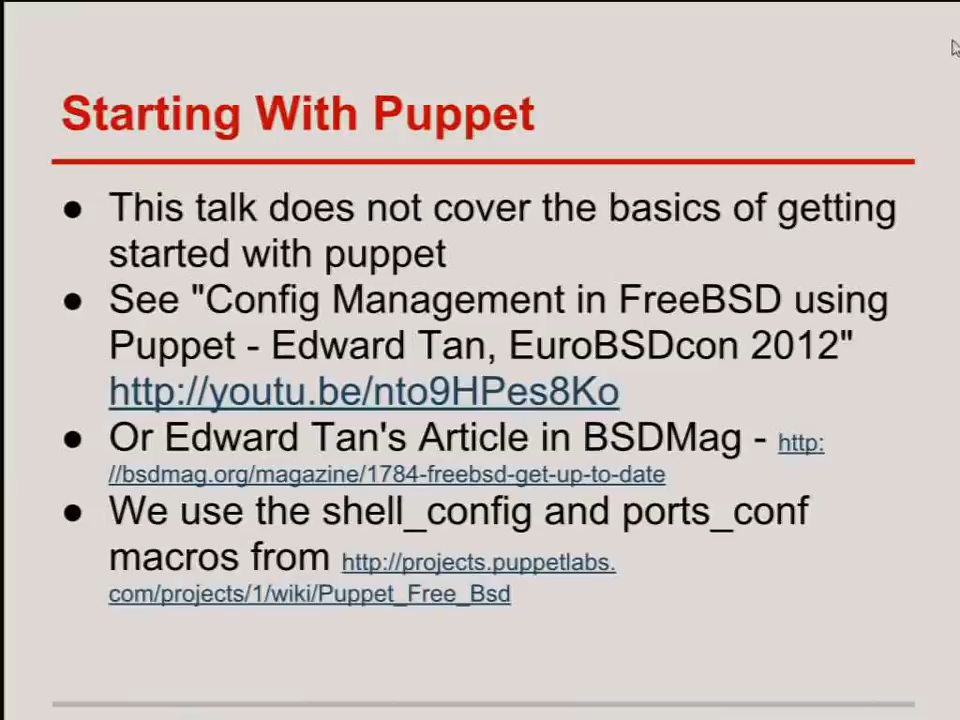 Starting With Puppet
● This talk does not cover the basics of getting
started with puppet
● See "Config Management in FreeBSD using
Puppet - Edward Tan, EuroBSDcon 2012"
http://youtu.be/nto9HPes8Ko
● Or Edward Tan's Article in BSDMag - http:
//bsdmag.org/magazine/1784-freebsd-get-up-to-date
● We use the shell_config and ports_conf
macros from http://projects.puppetlabs.
com/projects/1/wiki/Puppet_Free_Bsd